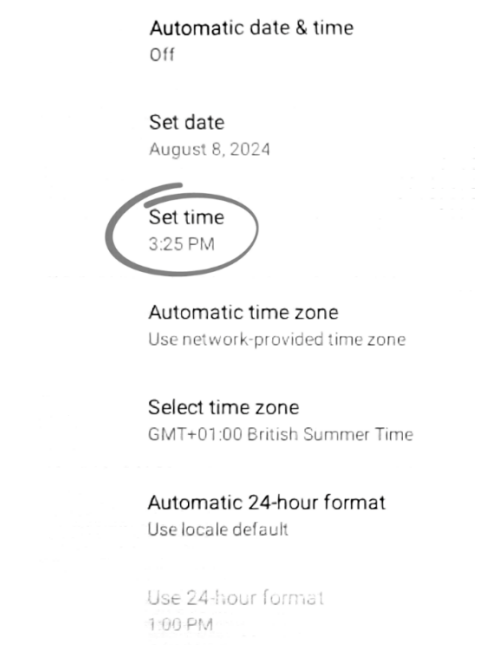 Automatic date & time
Off
Set date
August 8, 2024
Set time
3:25 PM
Automatic time zone
Use network-provided time zone
Select time zone
GMT+01:00 British Summer Time
Automatic 24-hour format
Use locale default
Use 24-hour format
1:00 PM